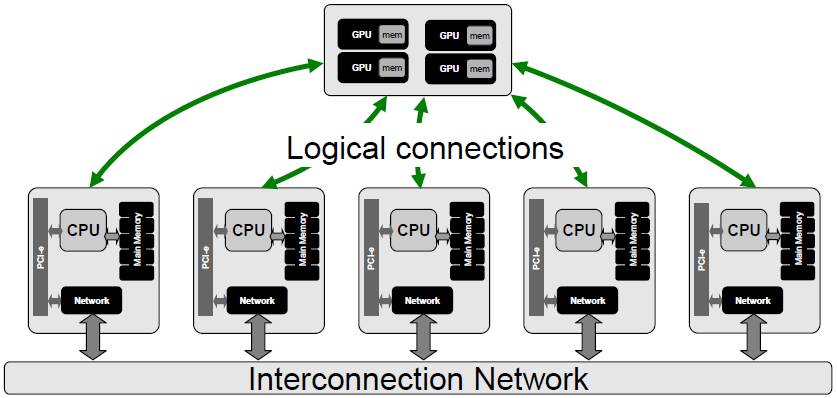 GPU mem GPU mem
GPU mem GPU mem
Logical connections
PCI-e CPU Main Memory Network
PCI-e CPU Main Memory Network
PCI-e CPU Main Memory Network
PCI-e CPU Main Memory Network
PCI-e CPU Main Memory Network
Interconnection Network